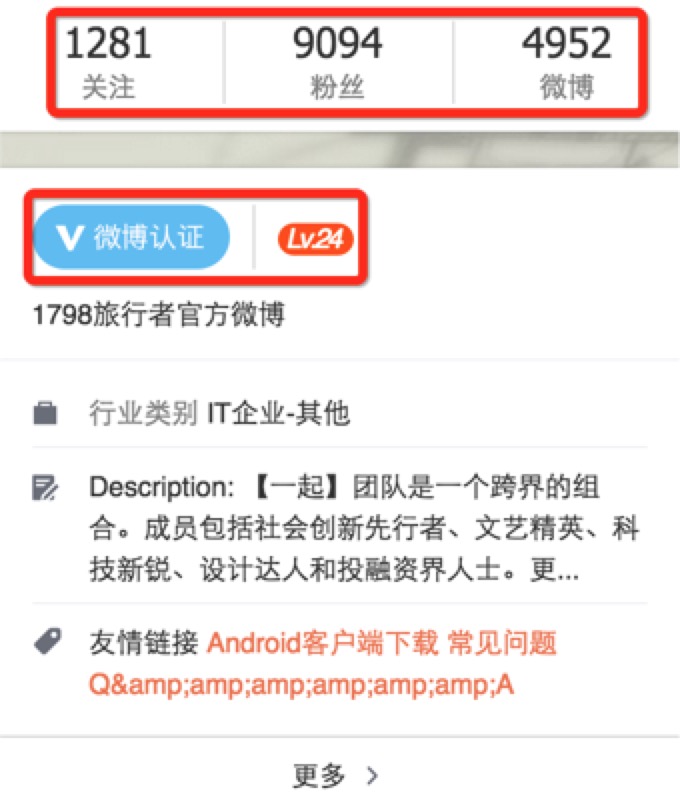 1281 9094 4952
关注 粉丝 微博
V 微博认证 Lv.24
1798旅行者官方微博
行业类别 IT企业-其他
Description: 【一起】团队是一个跨界的组
合。成员包括社会创新先行者、文艺精英、科
技新锐、设计达人和投融资界人士。更...
友情链接 Android客户端下载 常见问题
Q&amp;amp;amp;amp;amp;amp;A
更多 >